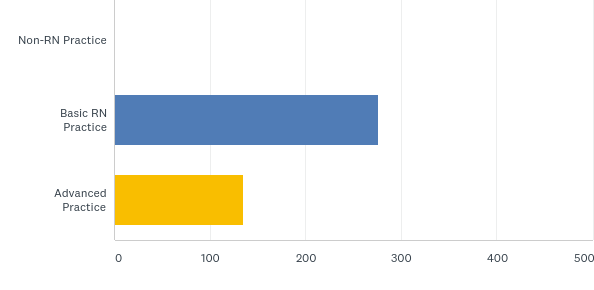 Non-RN Practice
Basic RN
Practice
Advanced
Practice
0 100 200 300 400 500